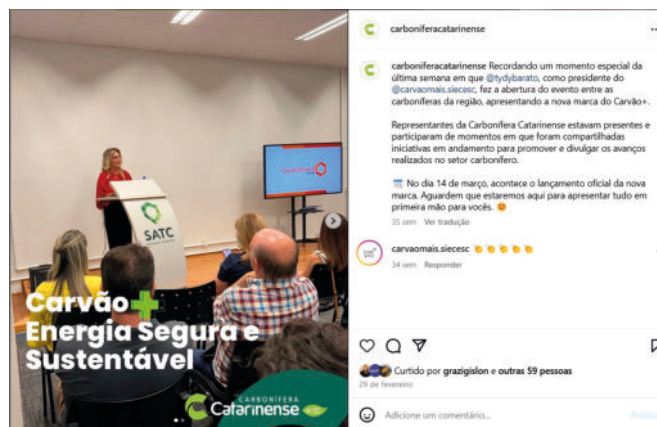 SATC
Carvão +
Energia Segura e
Sustentável
CARBONÍFERA
Catarinense
carboniferacatarinense
carboniferacatarinense Recordando um momento especial da
última semana em que @tydybarato, como presidente do
@carvaomais.siecesc, fez a abertura do evento entre as
carboníferas da região, apresentando a nova marca do Carvão+.
Representantes da Carbonífera Catarinense estavam presentes e
participaram de momentos em que foram compartilhadas
iniciativas em andamento para promover e divulgar os avanços
realizados no setor carbonífero.
🗓️ No dia 14 de março, acontece o lançamento oficial da nova
marca. Aguardem que estaremos aqui para apresentar tudo em
primeira mão para vocês. 😊
35 sem Ver tradução
carvaomais.siecesc 👏 👏 👏 👏 👏
34 sem Responder
Curtido por grazigislon e outras 59 pessoas
29 de fevereiro
Adicione um comentário...